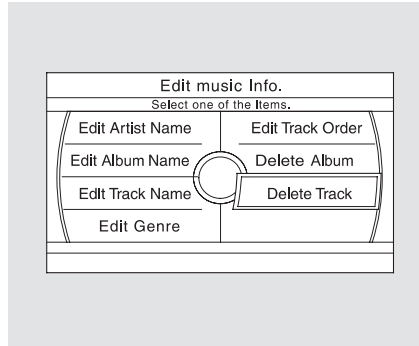 Edit music Info.
Select one of the Items.
Edit Artist Name
Edit Track Order
Edit Album Name
Delete Album
EdIt Track Name
Delete Track
Edit Genre